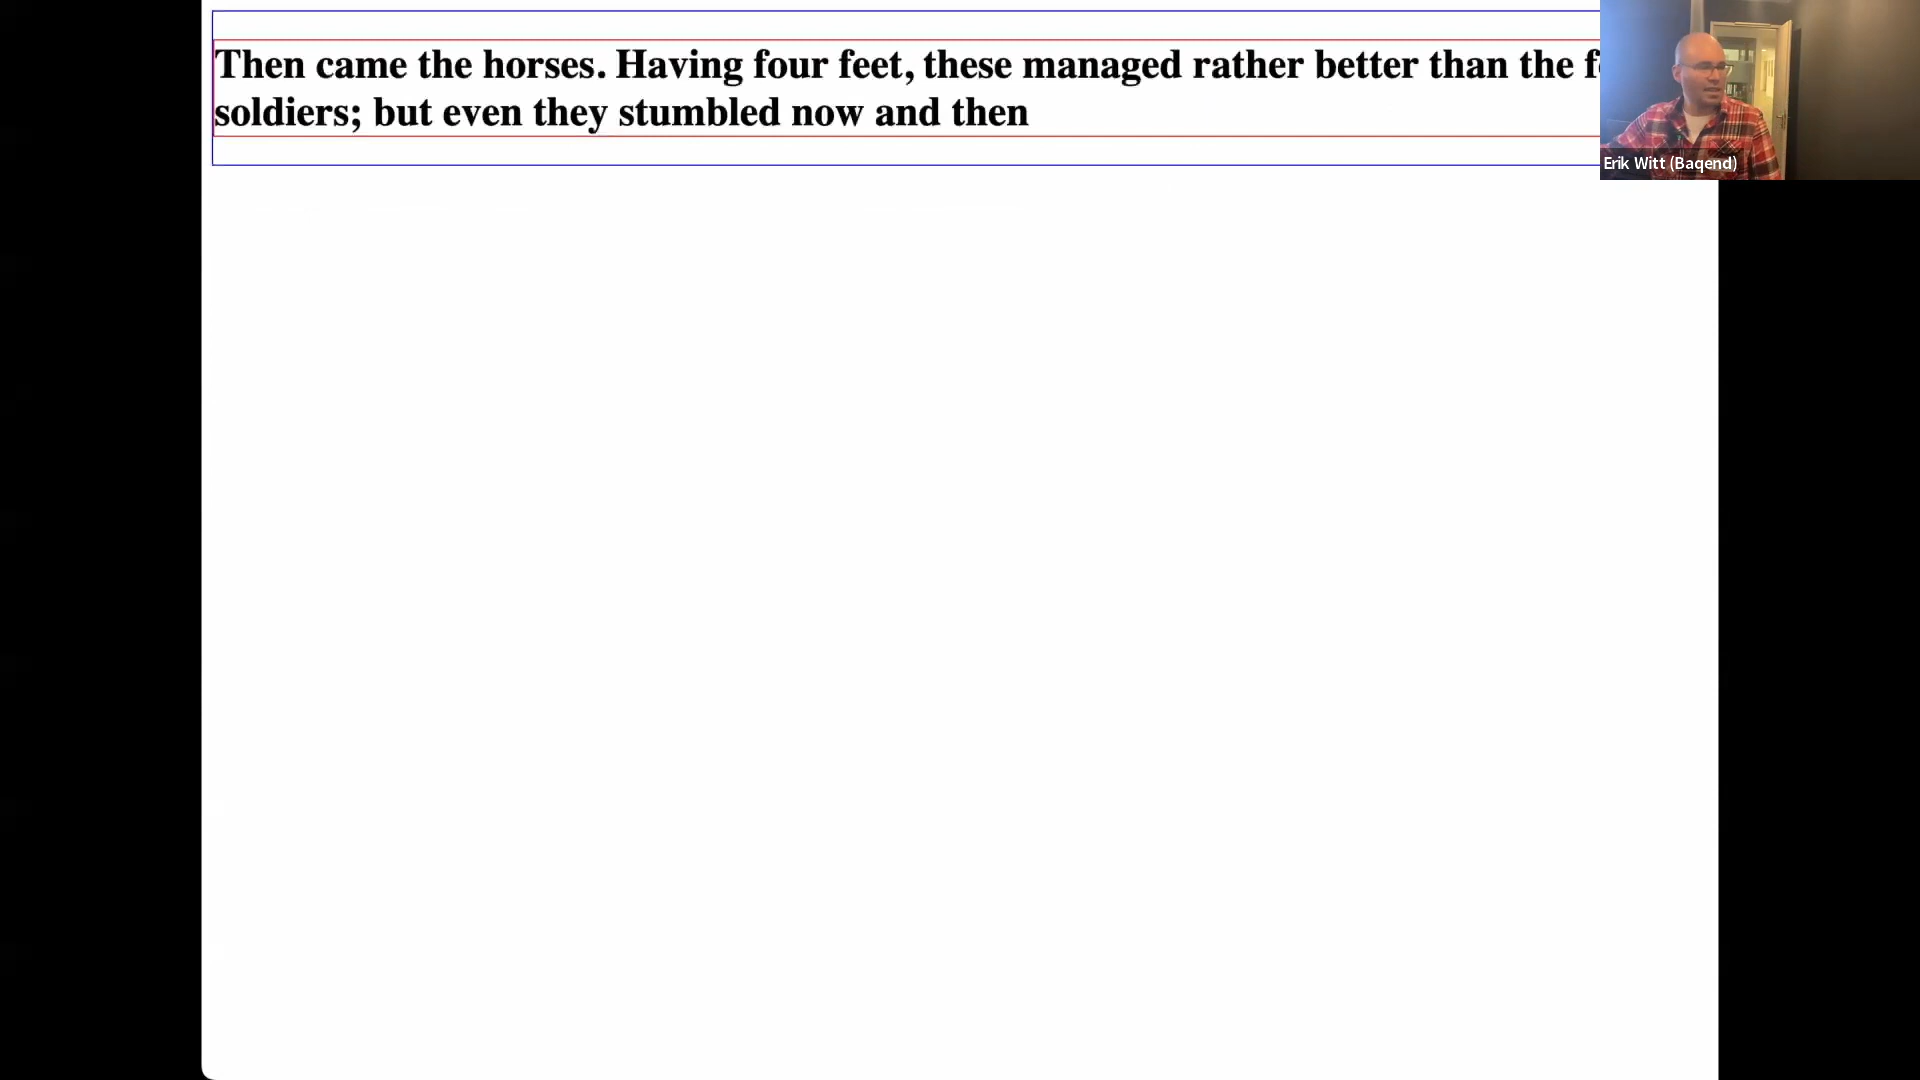 Then came the horses. Having four feet, these managed rather better than the
soldiers; but even they stumbled now and then
Erik Witt (Baqend)